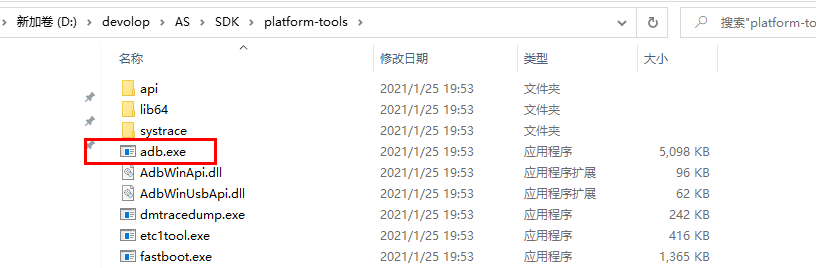 新加卷 (D:) > devolop > AS > SDK > platform-tools > 搜索"platform-to
名称 修改日期 类型 大小
api 2021/1/25 19:53 文件夹
lib64 2021/1/25 19:53 文件夹
systrace 2021/1/25 19:53 文件夹
adb.exe 2021/1/25 19:53 应用程序 5,098 KB
AdbWinApi.dll 2021/1/25 19:53 应用程序扩展 96 KB
AdbWinUsbApi.dll 2021/1/25 19:53 应用程序扩展 62 KB
dmtracedump.exe 2021/1/25 19:53 应用程序 242 KB
etc1tool.exe 2021/1/25 19:53 应用程序 416 KB
fastboot.exe 2021/1/25 19:53 应用程序 1,365 KB